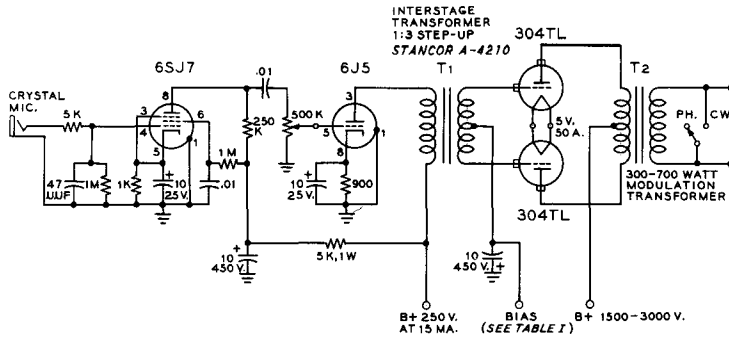 INTERSTAGE
TRANSFORMER
1:3 STEP-UP
STANCOR A-4210
304TL
6SJ7
6J5
T1
T2
CRYSTAL
MIC.
5K
8
3
6
4
5
1
.01
250
K
500K
3
5
1
8
5 V.
50 A.
PH.
CW
1M
47
UUF
1M
1K
10
25V.
.01
10
25V.
900
304TL
300-700 WATT
MODULATION
TRANSFORMER
10
450 V.
5K, 1W
10
450 V.
B+ 250 V.
AT 15 MA.
BIAS
(SEE TABLE I)
B+ 1500-3000 V.